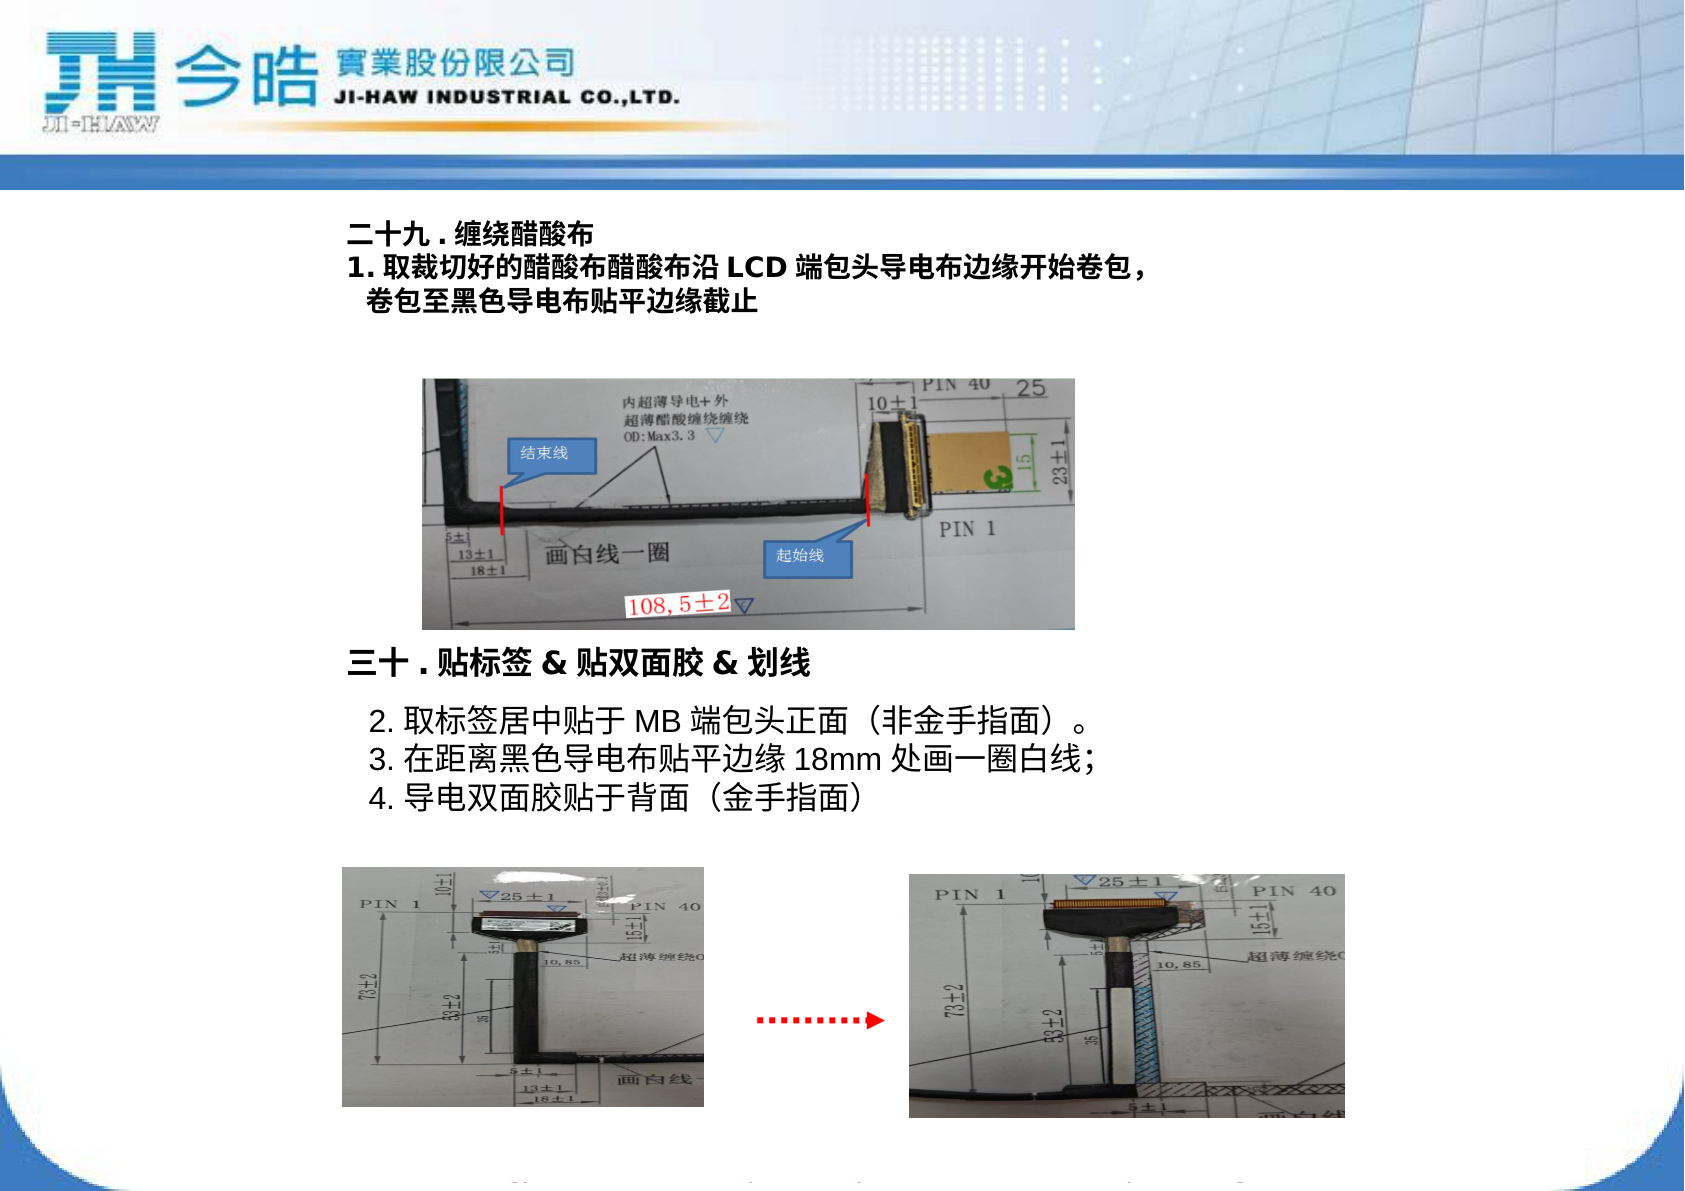 JH 今皓 實業股份限公司
JI-HAW INDUSTRIAL CO.,LTD.
JI-HAW
二十九 . 缠绕醋酸布
1. 取裁切好的醋酸布醋酸布沿 LCD 端包头导电布边缘开始卷包，
卷包至黑色导电布贴平边缘截止
PIN 40
25
10±1
内超薄导电+外
超薄醋酸缠绕缠绕
OD:Max3.3
结束线
15
23±1
3
PIN 1
5±1
13±1
18±1
画白线一圈
起始线
108,5±2
三十 . 贴标签 & 贴双面胶 & 划线
2. 取标签居中贴于 MB 端包头正面（非金手指面）。
3. 在距离黑色导电布贴平边缘 18mm 处画一圈白线；
4. 导电双面胶贴于背面（金手指面）
10±1
25±1
PIN 1
PIN 40
15±1
5±1
10,85
超薄缠绕
73±2
53±2
35
5±1
13±1
18±1
画白线
25±1
PIN 1
PIN 40
15±1
5±1
10,85
超薄缠绕
73±2
53±2
35
5±1